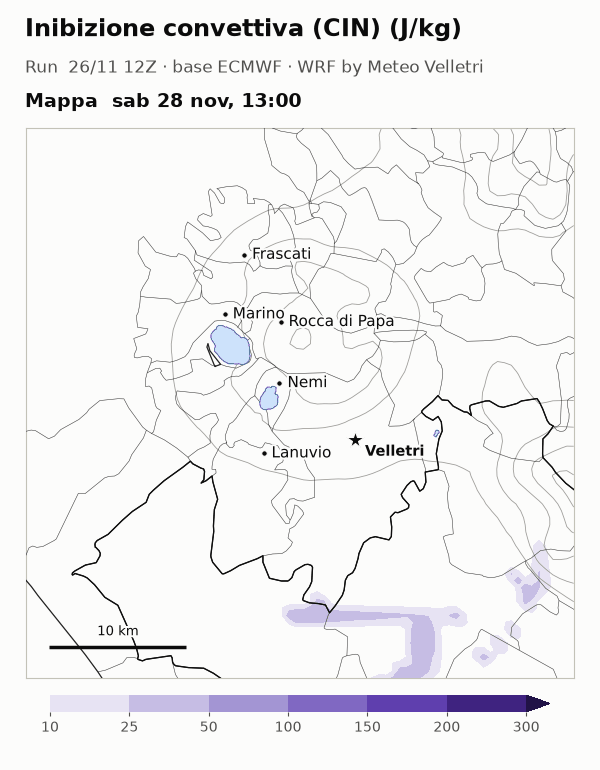 Inibizione convettiva (CIN) (J/kg)
Run  26/11 12Z · base ECMWF · WRF by Meteo Velletri
Mappa  sab 28 nov, 13:00
Frascati
Marino
Rocca di Papa
Nemi
Velletri
Lanuvio
10 km
10 25 50 100 150 200 300